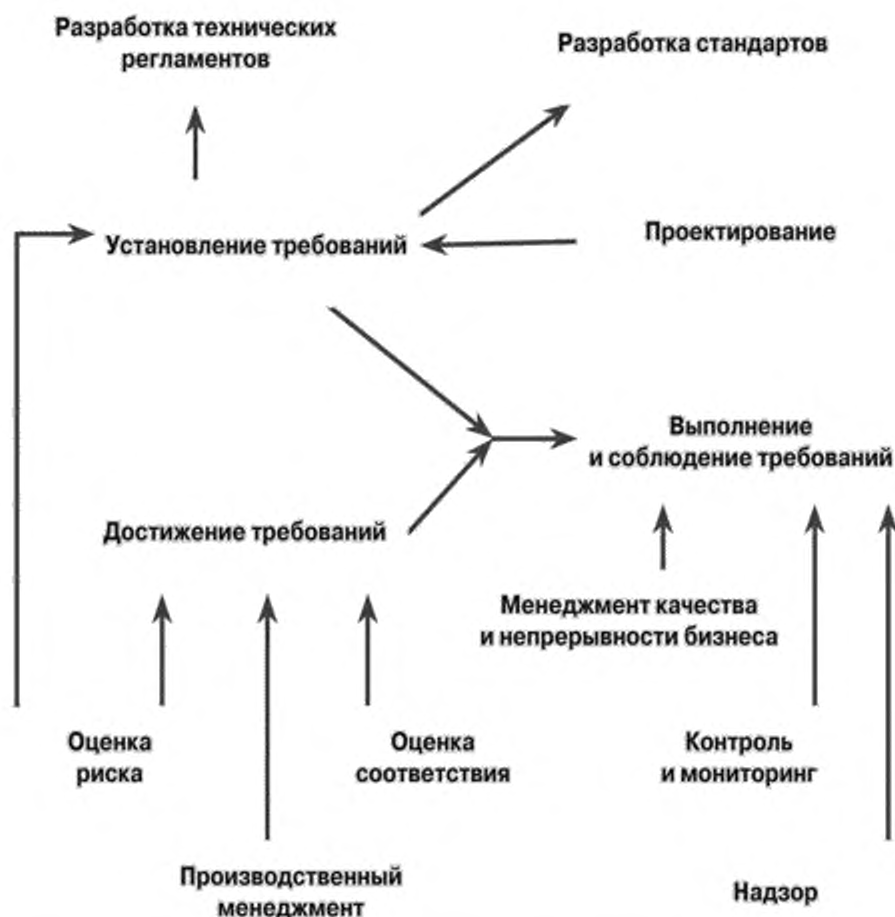 Разработка технических
регламентов
Разработка стандартов
Установление требований
Проектирование
Выполнение
и соблюдение требований
Достижение требований
Менеджмент качества
и непрерывности бизнеса
Оценка
риска
Оценка
соответствия
Контроль
и мониторинг
Производственный
менеджмент
Надзор